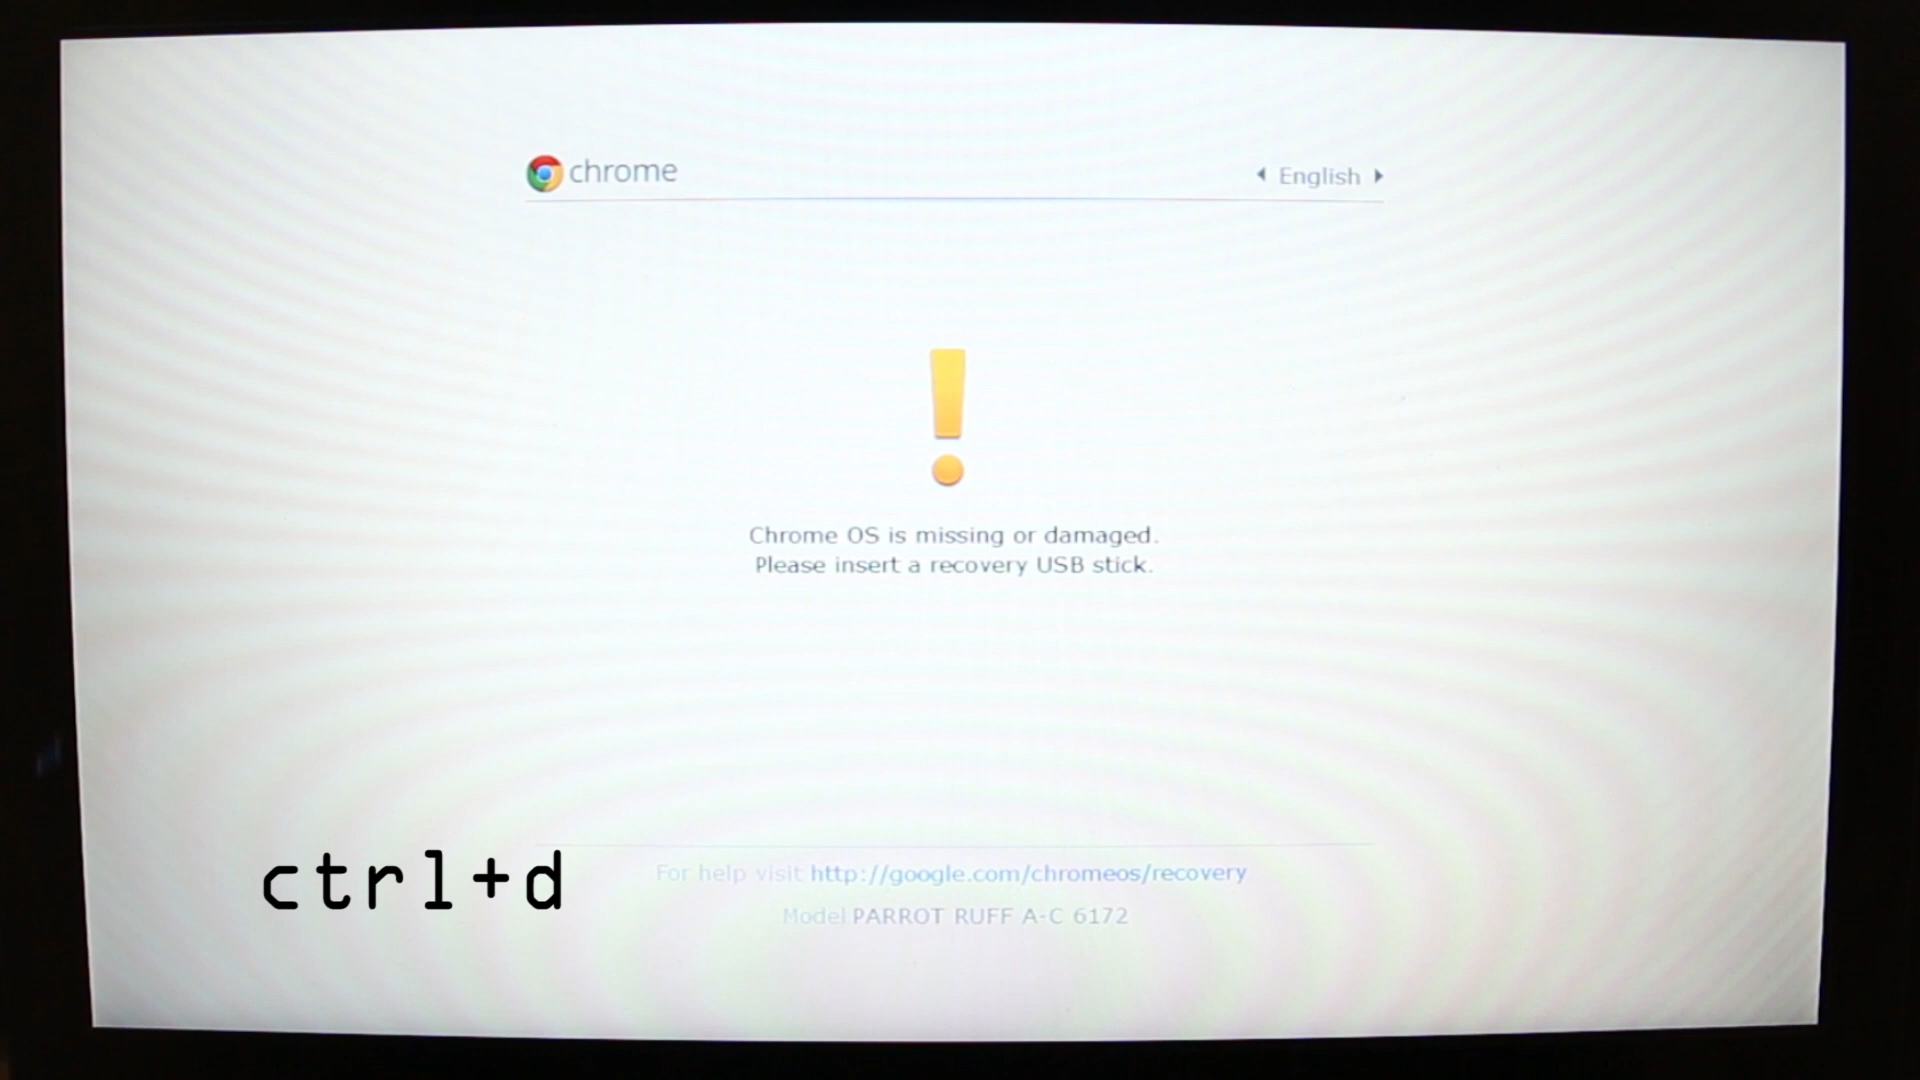 chrome
English
Chrome OS is missing or damaged.
Please insert a recovery USB stick.
ctrl+d
For help visit http://google.com/chromeos/recovery
Model PARROT RUFF A-C 6172